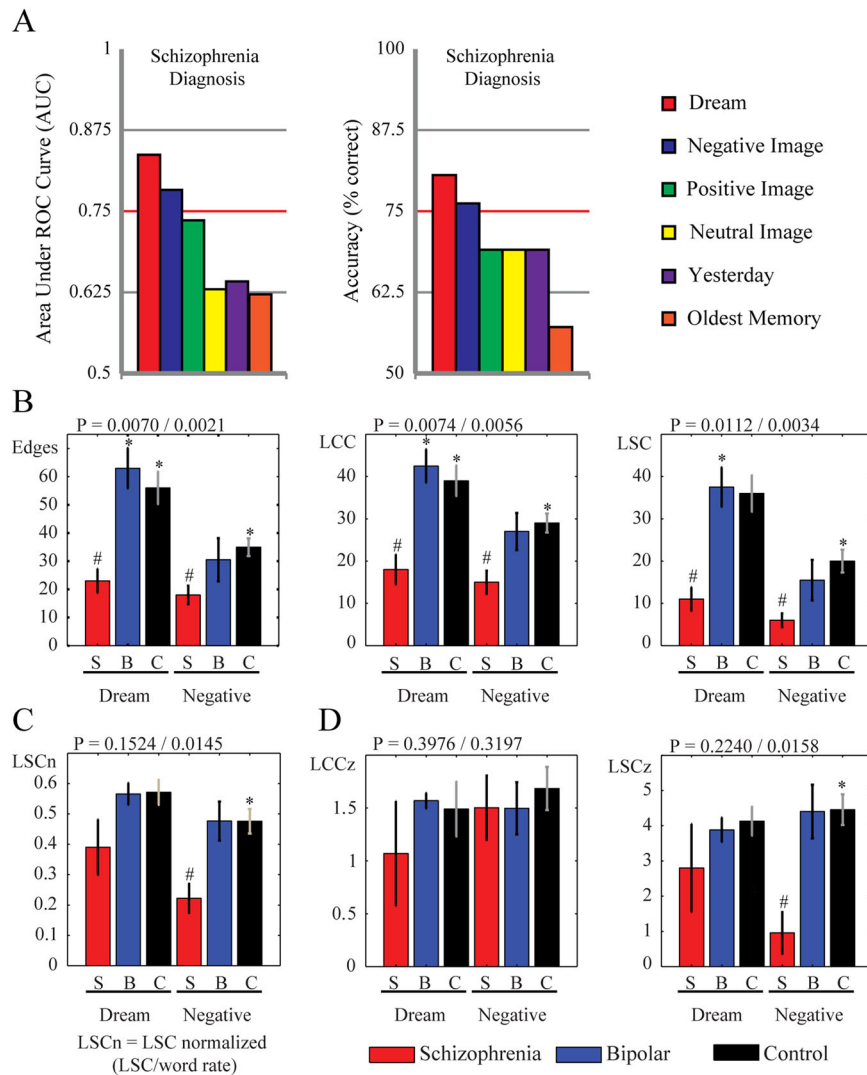 A
Area Under ROC Curve (AUC)
1
0.875
0.75
0.625
0.5
Schizophrenia
Diagnosis
Accuracy (% correct)
100
87.5
75
62.5
50
Schizophrenia
Diagnosis
Dream
Negative Image
Positive Image
Neutral Image
Yesterday
Oldest Memory
B
P = 0.0070 / 0.0021
Edges
60
50
40
30
20
10
0
# * * # *
S B C S B C
Dream Negative
P = 0.0074 / 0.0056
LCC
40
30
20
10
0
# * * # *
S B C S B C
Dream Negative
P = 0.0112 / 0.0034
LSC
40
30
20
10
0
# * # *
S B C S B C
Dream Negative
C
P = 0.1524 / 0.0145
LSCn
0.6
0.5
0.4
0.3
0.2
0.1
0
# *
S B C S B C
Dream Negative
LSCn = LSC normalized
(LSC/word rate)
D
P = 0.3976 / 0.3197
LCCz
1.5
1
0.5
0
S B C S B C
Dream Negative
P = 0.2240 / 0.0158
LSCz
5
4
3
2
1
0
# *
S B C S B C
Dream Negative
Schizophrenia Bipolar Control